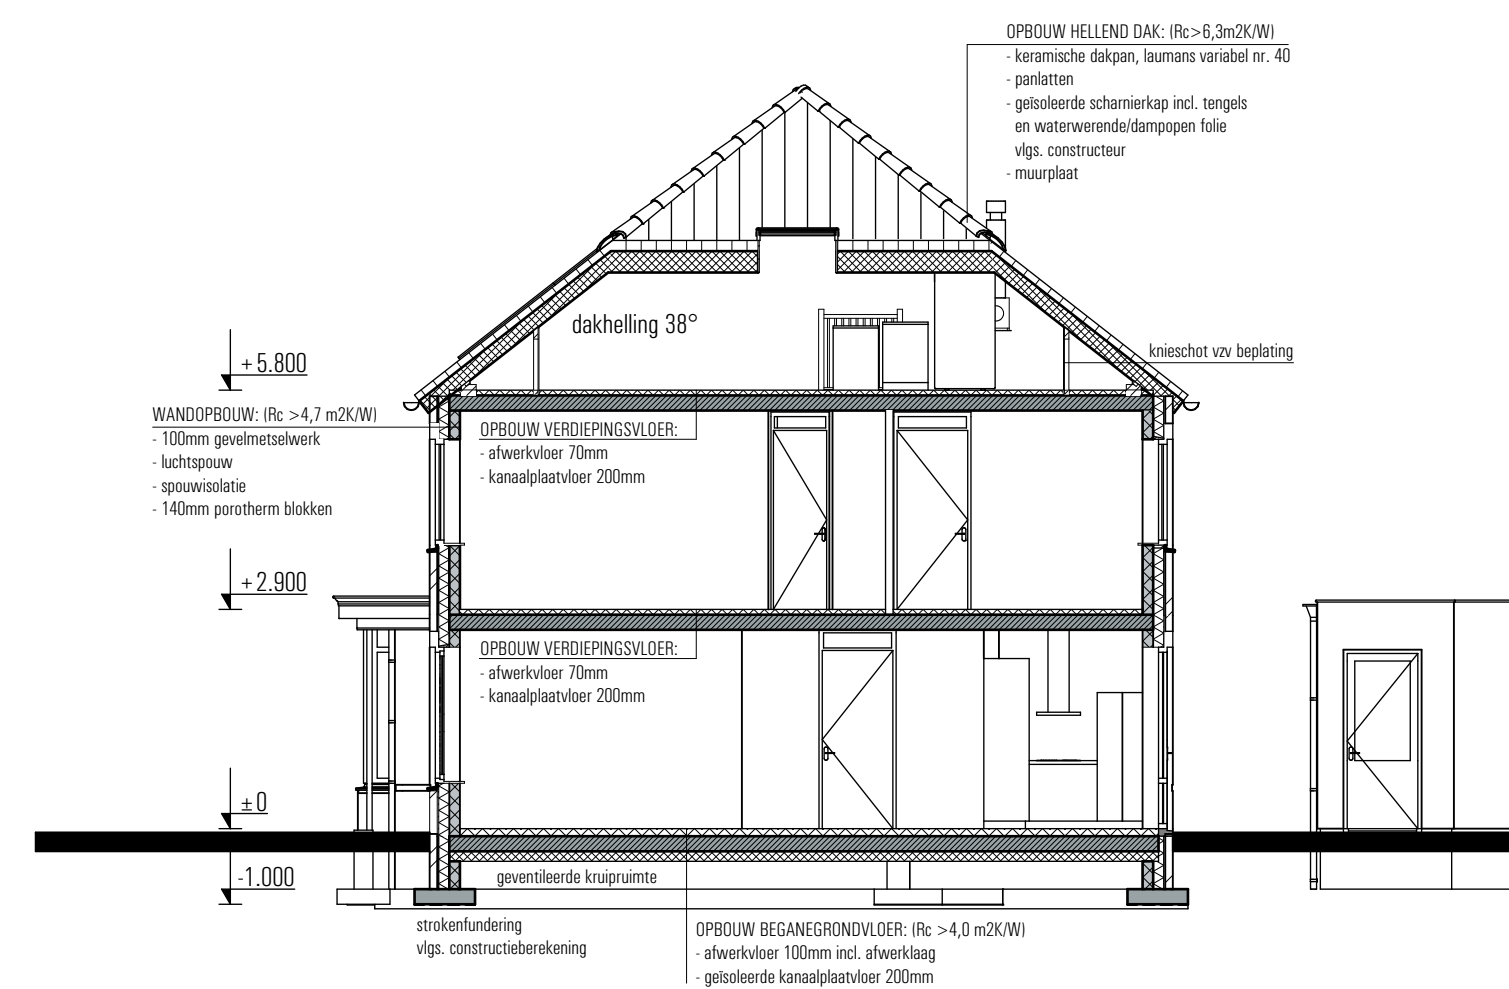 OPBOUW HELLEND DAK: (Rc>6,3m2K/W)
- keramische dakpan, laumans variabel nr. 40
- panlatten
- geïsoleerde scharnierkap incl. tengels
en waterwerende/dampopen folie
vlgs. constructeur
- muurplaat
dakhelling 38°
knieschot vzv beplating
+5.800
WANDOPBOUW: (Rc >4,7 m2K/W)
- 100mm gevelmetselwerk
- luchtspouw
- spouwisolatie
- 140mm porotherm blokken
OPBOUW VERDIEPINGSVLOER:
- afwerkvloer 70mm
- kanaalplaatvloer 200mm
+2.900
OPBOUW VERDIEPINGSVLOER:
- afwerkvloer 70mm
- kanaalplaatvloer 200mm
±0
-1.000
geventileerde kruipruimte
strokenfundering
vlgs. constructieberekening
OPBOUW BEGANEGRONDVLOER: (Rc >4,0 m2K/W)
- afwerkvloer 100mm incl. afwerklaag
- geïsoleerde kanaalplaatvloer 200mm